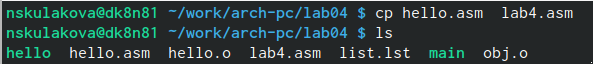 nskulakova@dk8n81 ~/work/arch-pc/lab04 $ cp hello.asm  lab4.asm
nskulakova@dk8n81 ~/work/arch-pc/lab04 $ ls
hello  hello.asm  hello.o  lab4.asm  list.lst  main  obj.o